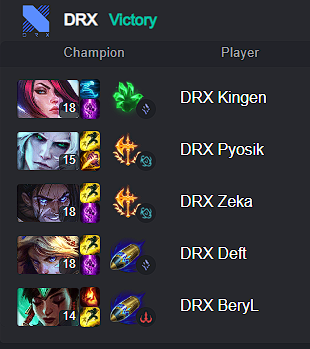 DRX
DRX Victory
Champion Player
18 DRX Kingen
15 DRX Pyosik
18 DRX Zeka
18 DRX Deft
14 DRX BeryL